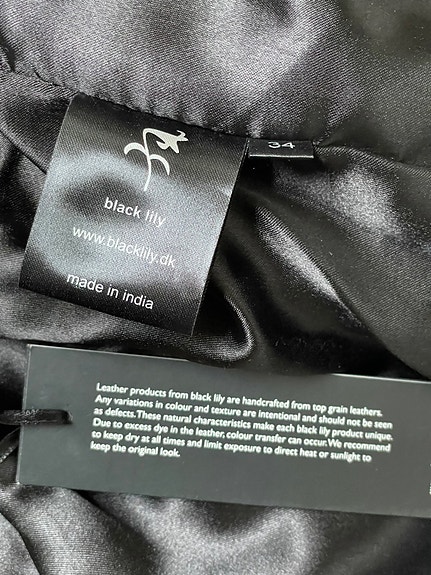 34
black lily
www.blacklily.dk
made in india
Leather products from black lily are handcrafted from top grain leathers.
Any variations in colour and texture are intentional and should not be seen
as defects. These natural characteristics make each black lily product unique.
Due to excess dye in the leather, colour transfer can occur. We recommend
to keep dry at all times and limit exposure to direct heat or sunlight to
keep the original look.